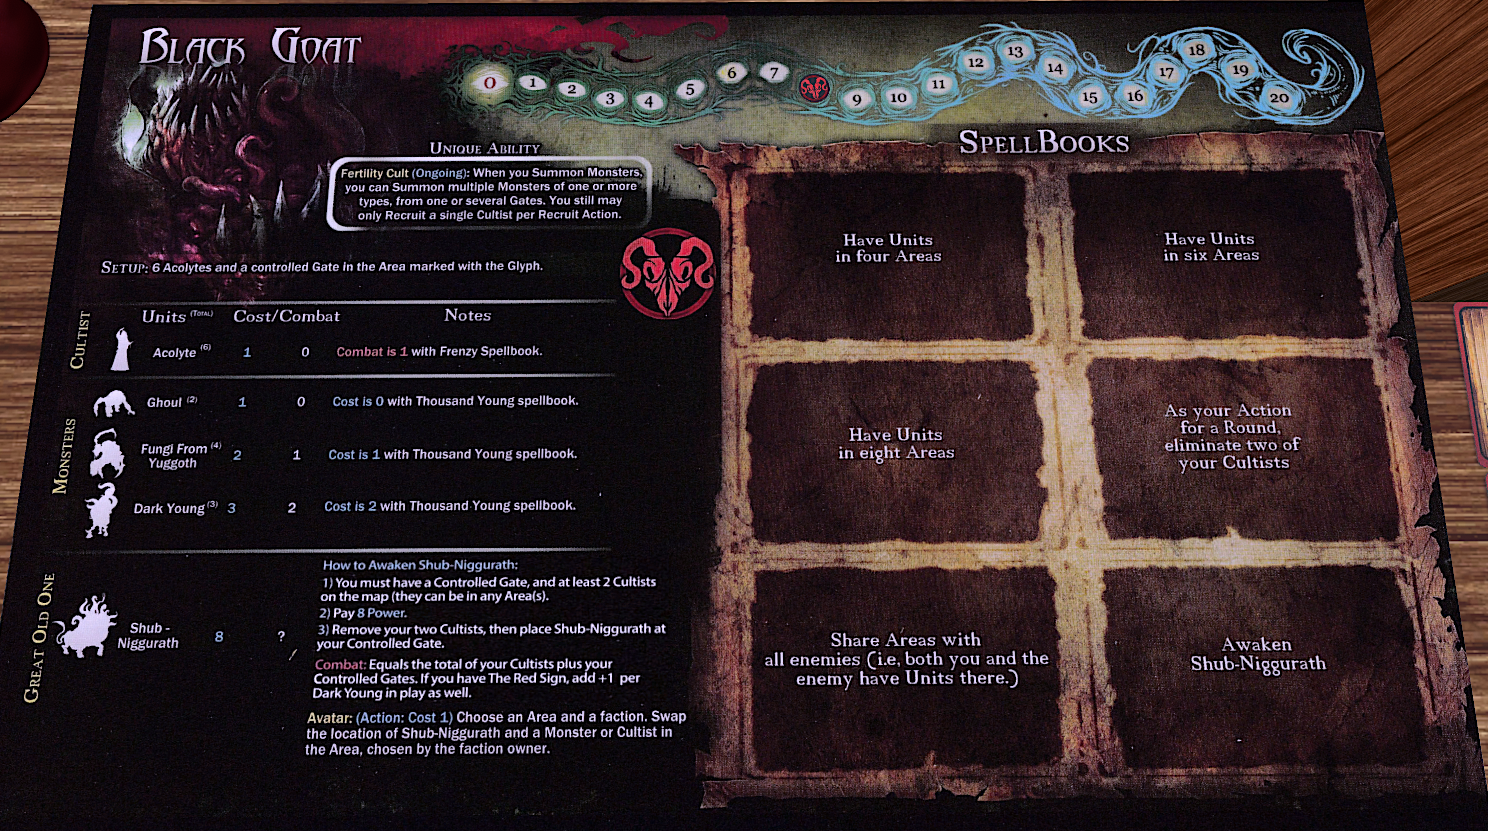 Black Goat
0 1 2 3 4 5 6 7 9 10 11 12 13 14 15 16 17 18 19 20
Unique Ability
Fertility Cult (Ongoing): When you Summon Monsters,
you can Summon multiple Monsters of one or more
types, from one or several Gates. You still may
only Recruit a single Cultist per Recruit Action.
Setup: 6 Acolytes and a controlled Gate in the Area marked with the Glyph.
Units (Total) Cost/Combat Notes
Cultist
Acolyte (6) 1 0 Combat is 1 with Frenzy Spellbook.
Monsters
Ghoul (2) 1 0 Cost is 0 with Thousand Young spellbook.
Fungi From (4)
Yuggoth 2 1 Cost is 1 with Thousand Young spellbook.
Dark Young (3) 3 2 Cost is 2 with Thousand Young spellbook.
Great Old One
Shub-
Niggurath 8 ?
How to Awaken Shub-Niggurath:
1) You must have a Controlled Gate, and at least 2 Cultists
on the map (they can be in any Area(s).
2) Pay 8 Power.
3) Remove your two Cultists, then place Shub-Niggurath at
your Controlled Gate.
Combat: Equals the total of your Cultists plus your
Controlled Gates. If you have The Red Sign, add +1 per
Dark Young in play as well.
Avatar: (Action: Cost 1) Choose an Area and a faction. Swap
the location of Shub-Niggurath and a Monster or Cultist in
the Area, chosen by the faction owner.
SpellBooks
Have Units
in four Areas
Have Units
in six Areas
Have Units
in eight Areas
As your Action
for a Round,
eliminate two of
your Cultists
Share Areas with
all enemies (i.e, both you and the
enemy have Units there.)
Awaken
Shub-Niggurath